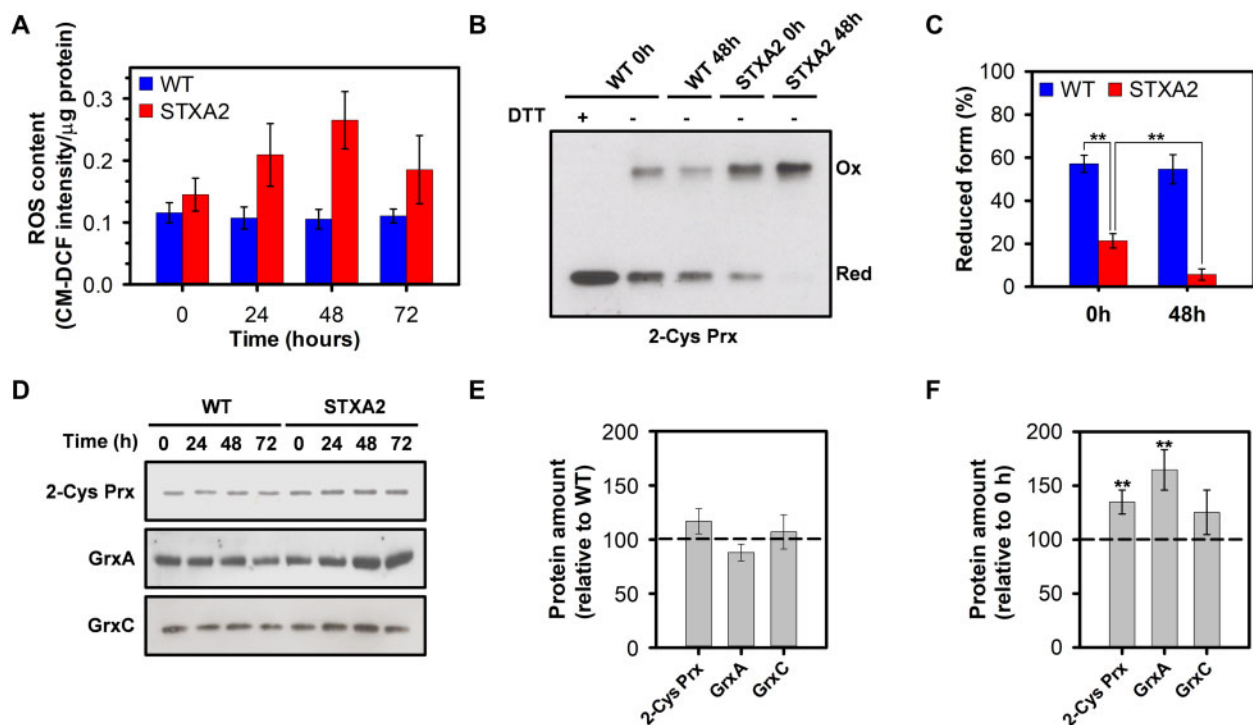 A
ROS content
(CM-DCF intensity/µg protein)
0.3
0.2
0.1
0.0
WT
STXA2
0 24 48 72
Time (hours)
B
WT 0h WT 48h STXA2 0h STXA2 48h
DTT + - - - -
Ox
Red
2-Cys Prx
C
Reduced form (%)
100
80
60
40
20
0
WT STXA2
** **
0h 48h
D
WT STXA2
Time (h) 0 24 48 72 0 24 48 72
2-Cys Prx
GrxA
GrxC
E
Protein amount
(relative to WT)
200
150
100
50
0
2-Cys Prx GrxA GrxC
F
Protein amount
(relative to 0 h)
200
150
100
50
0
** **
2-Cys Prx GrxA GrxC